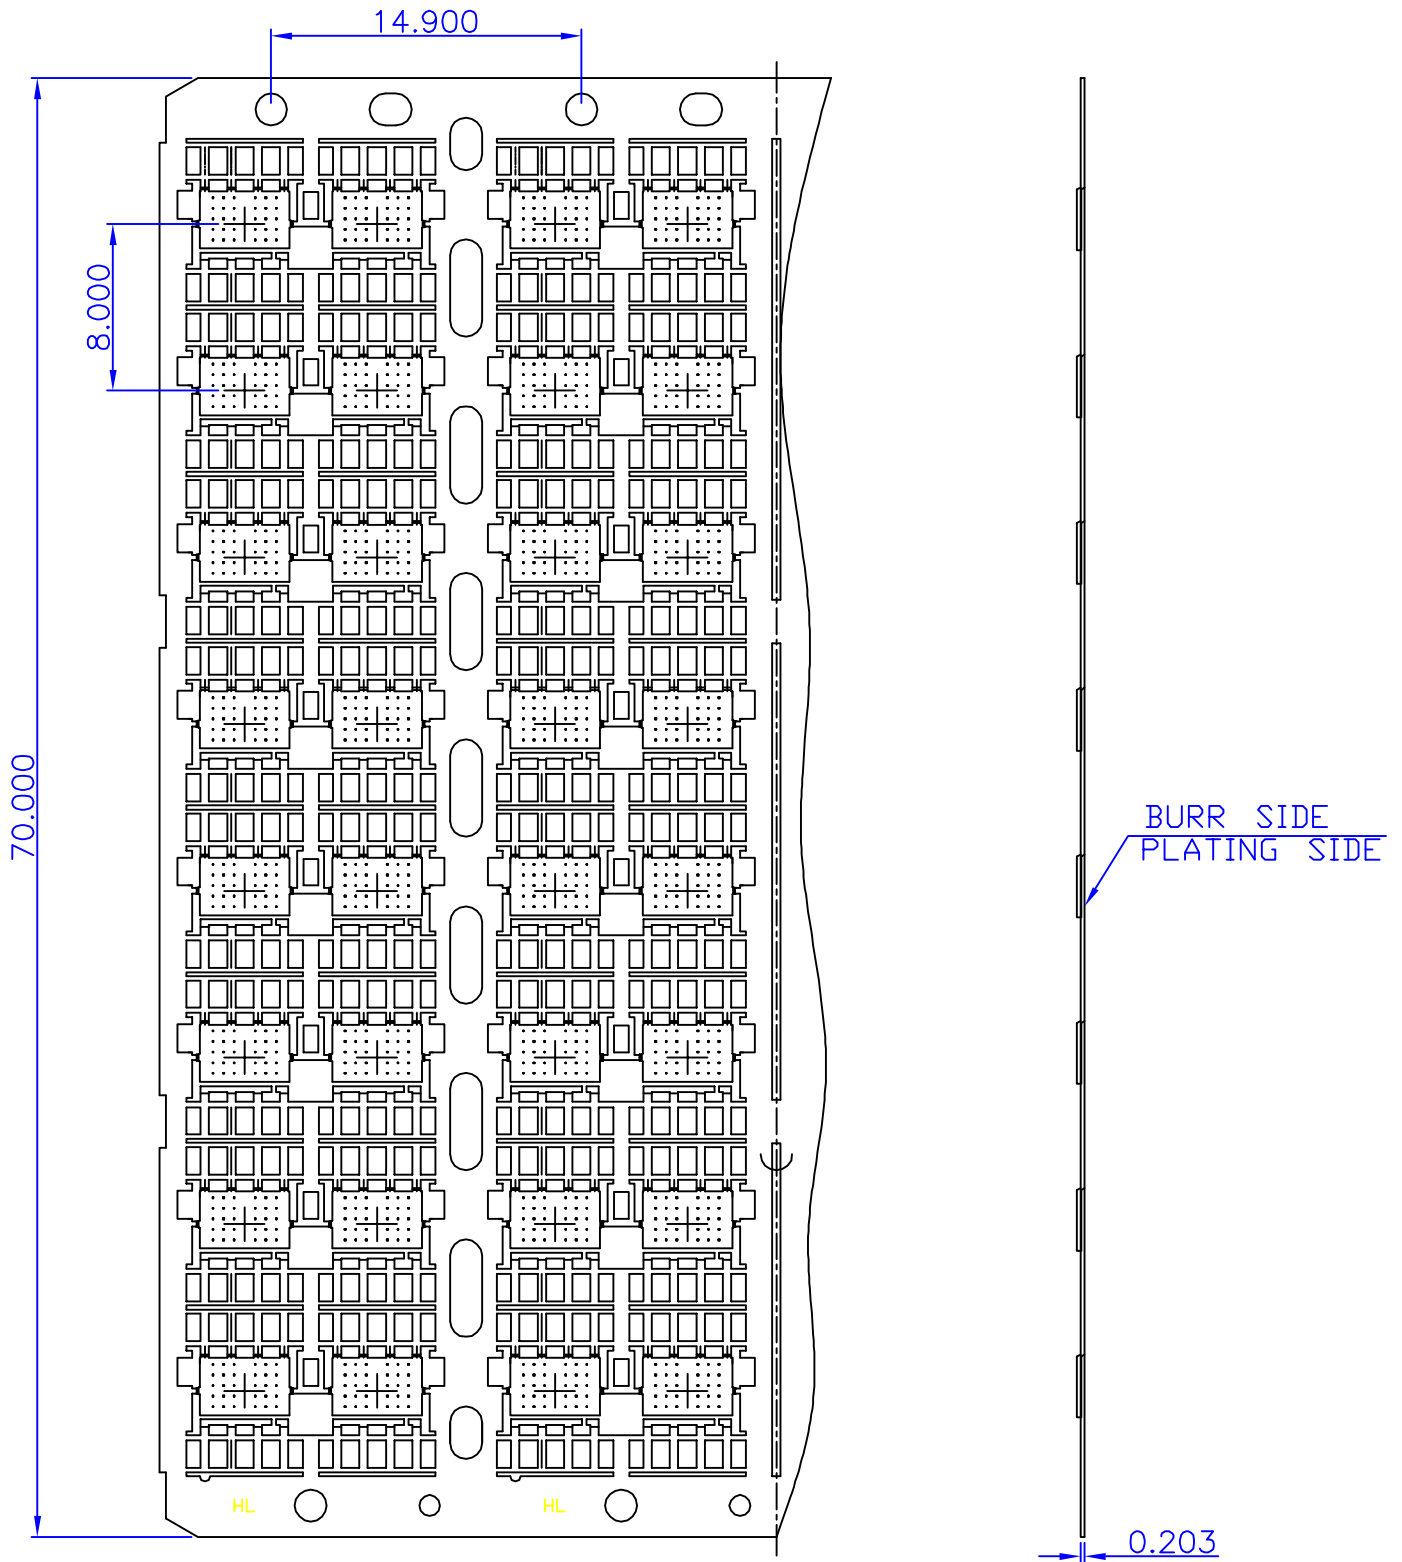 14.900
8.000
70.000
BURR SIDE
PLATING SIDE
HL HL
0.203